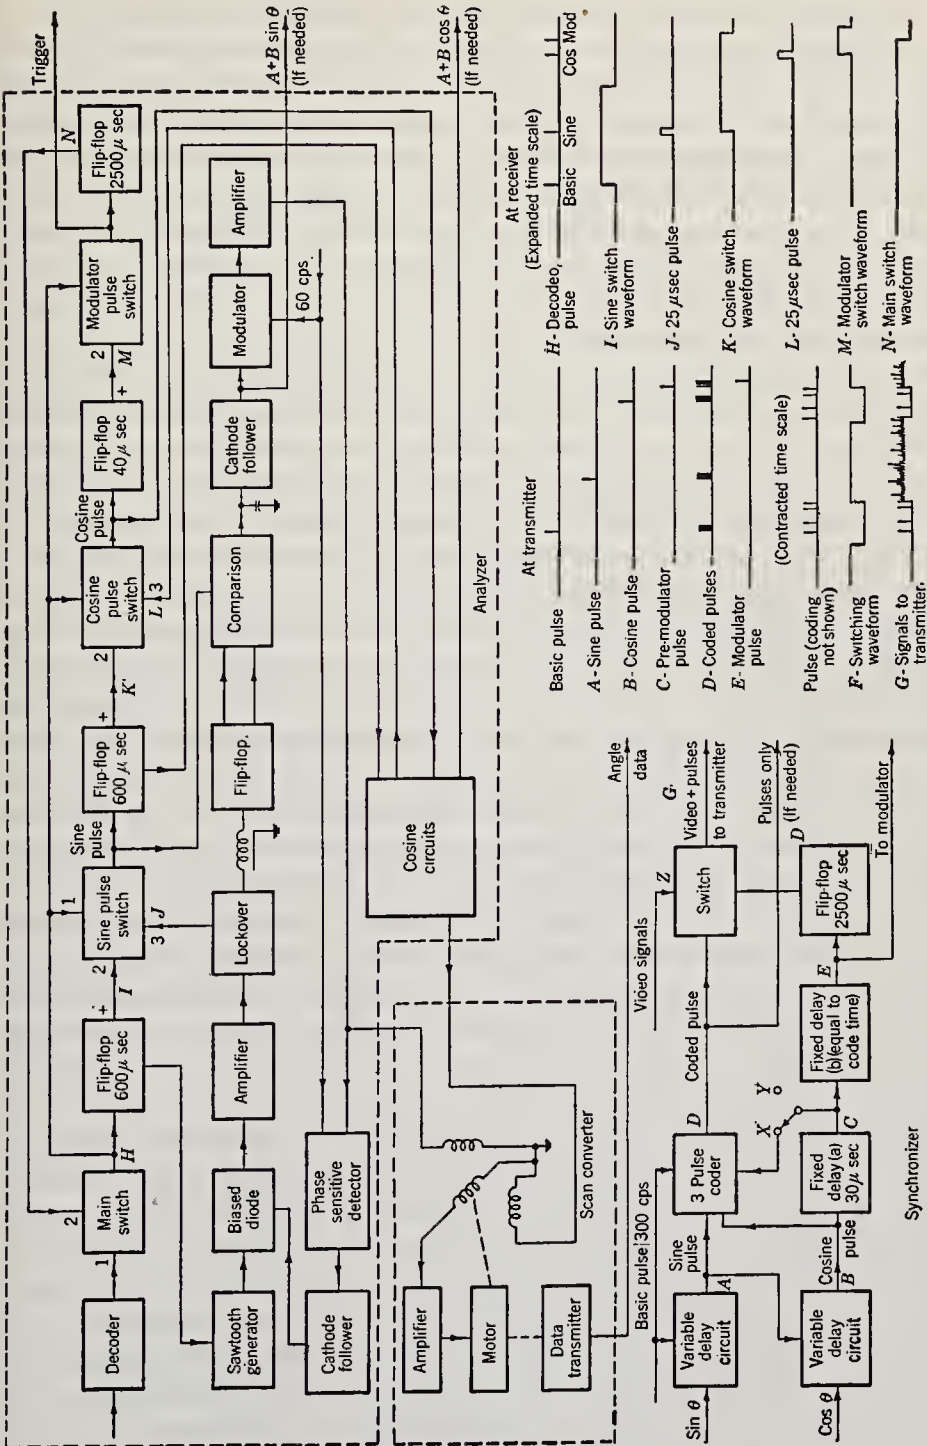 Decoder
1
Main
switch
2
H
Flip-flop
600μ sec
+
I
2
Sine pulse
switch
1
3
J
Sine
pulse
Flip-flop
600 μ sec
+
K'
2
Cosine
pulse
switch
L
3
Cosine
pulse
Flip-flop
40μ sec
+
2
M
Modulator
pulse
switch
Flip-flop
2500μ sec
N
Trigger
Sawtooth
generator
Biased
diode
Amplifier
Lockover
Flip-flop.
Comparison
Cathode
follower
Modulator
Amplifier
60 cps
A+B sin θ
(If needed)
Cathode
follower
Phase
sensitive
detector
Cosine
circuits
A+B cos θ
(If needed)
Analyzer
Amplifier
Motor
Data
transmitter
Scan converter
Angle
data
Basic pulse 300 cps
Sin θ
Variable
delay
circuit
A
Sine
pulse
3 Pulse
coder
D
Coded pulse
Video signals
Z
Switch
G
Video + pulses
to transmitter
Pulses only
D (If needed)
Cos θ
Variable
delay
circuit
B
Cosine
pulse
Fixed
delay (a)
30μ sec
C
X
Y
Fixed delay
(b)(equal to
code time)
E
Flip-flop
2500μ sec
To modulator
Synchronizer
At transmitter
Basic pulse
A- Sine pulse
B- Cosine pulse
C- Pre-modulator
pulse
D- Coded pulses
E- Modulator
pulse
(Contracted time scale)
Pulse (coding
not shown)
F- Switching
waveform
G- Signals to
transmitter.
At receiver
(Expanded time scale)
H- Decoded,
pulse
Basic Sine Cos Mod
I- Sine switch
waveform
J- 25μsec pulse
K- Cosine switch
waveform
L- 25μsec pulse
M- Modulator
switch waveform
N- Main switch
waveform